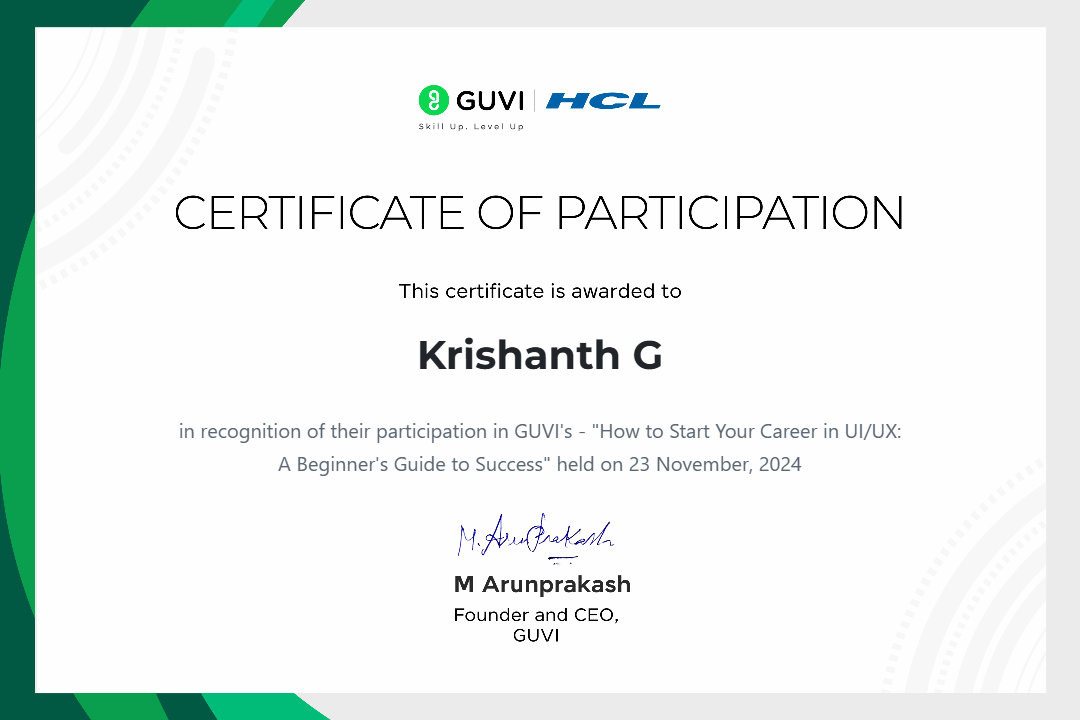 GUVI HCL
Skill Up. Level Up
CERTIFICATE OF PARTICIPATION
This certificate is awarded to
Krishanth G
in recognition of their participation in GUVI's - "How to Start Your Career in UI/UX:
A Beginner's Guide to Success" held on 23 November, 2024
M. Arunprakash
M Arunprakash
Founder and CEO,
GUVI